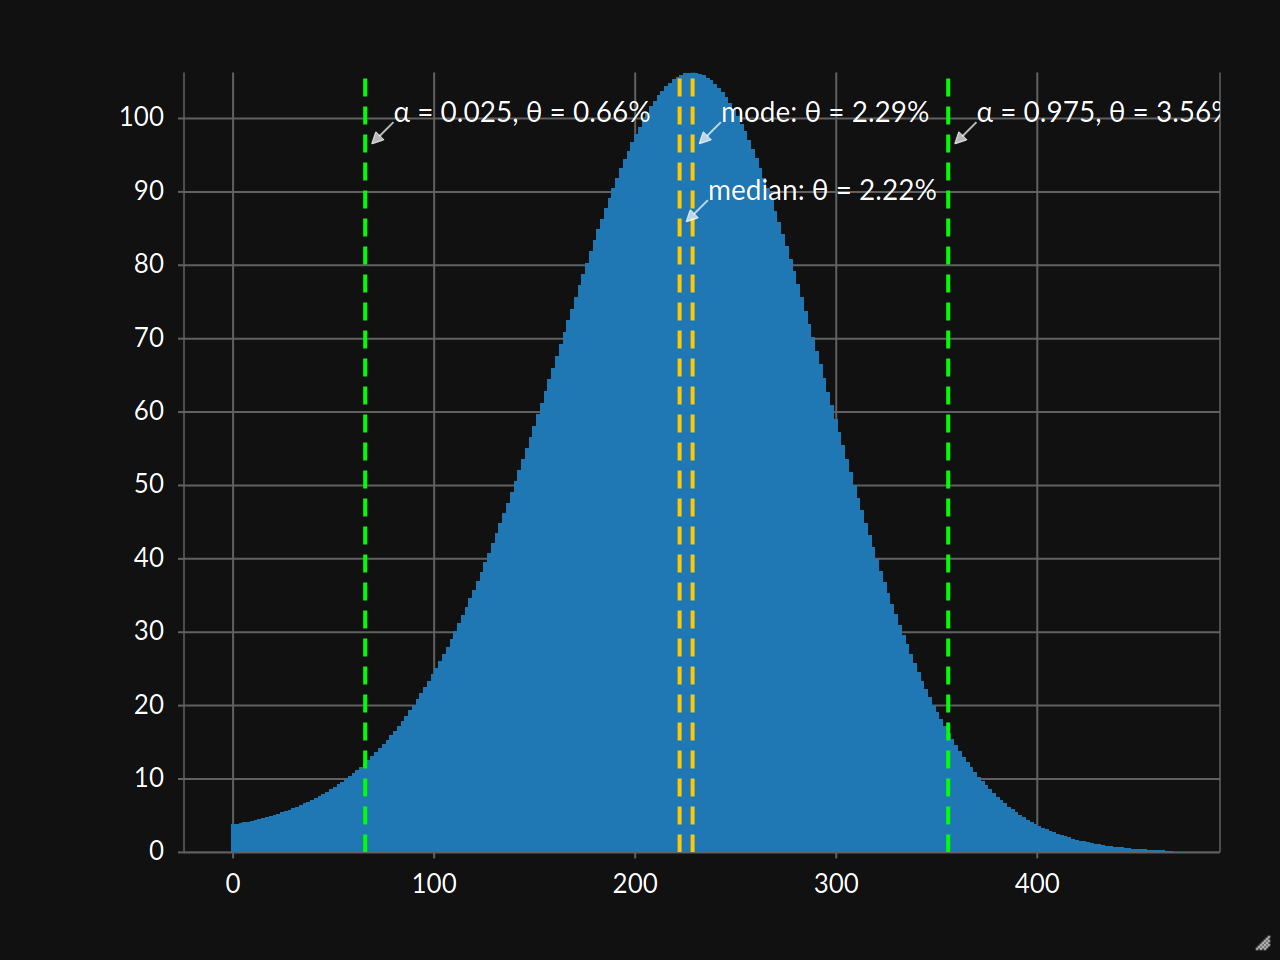 100
α = 0.025, θ = 0.66%
mode: θ = 2.29%
α = 0.975, θ = 3.56%
90
median: θ = 2.22%
80
70
60
50
40
30
20
10
0
0 100 200 300 400